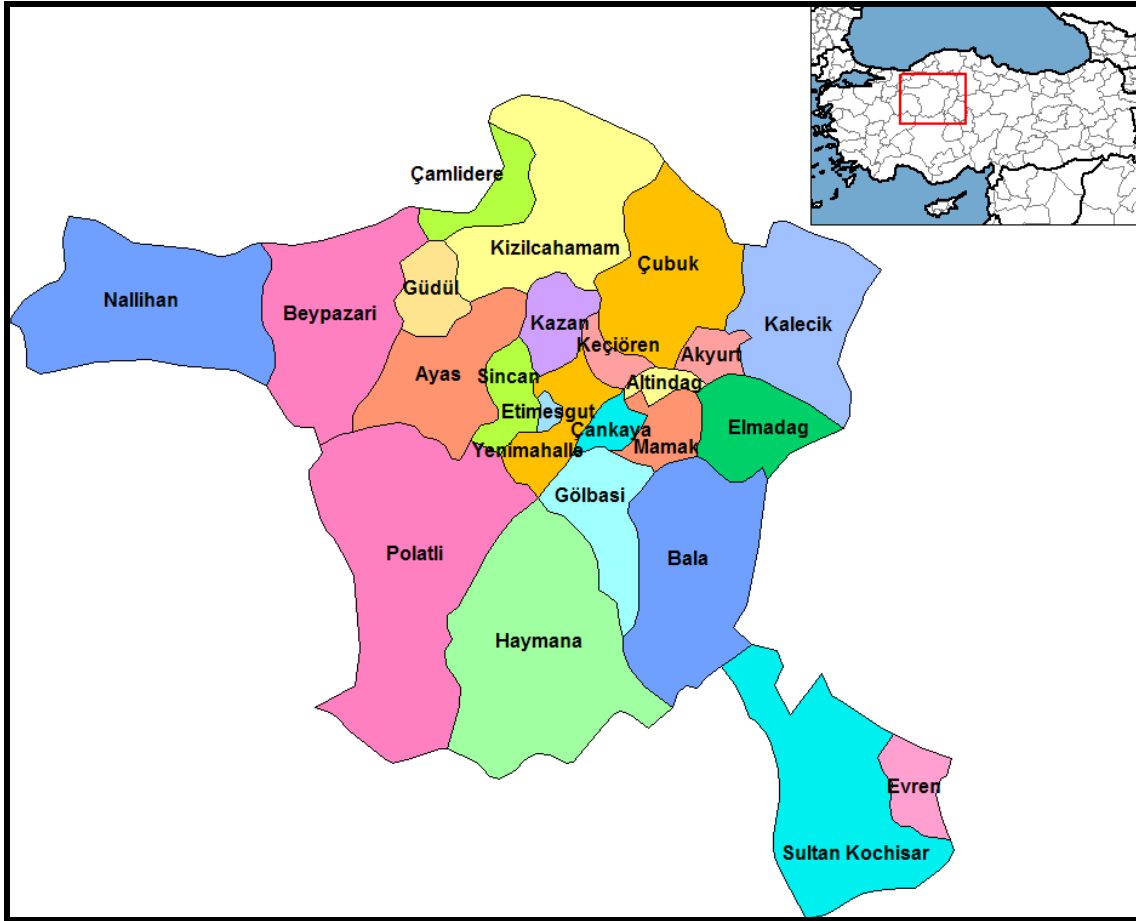 Çamlidere
Kizilcahamam
Çubuk
Güdül
Nallihan
Beypazari
Kazan
Kalecik
Keçiören
Akyurt
Ayas
Sincan
Altindag
Etimesgut
Çankaya
Elmadag
Yenimahalle
Mamak
Gölbasi
Polatli
Bala
Haymana
Evren
Sultan Kochisar